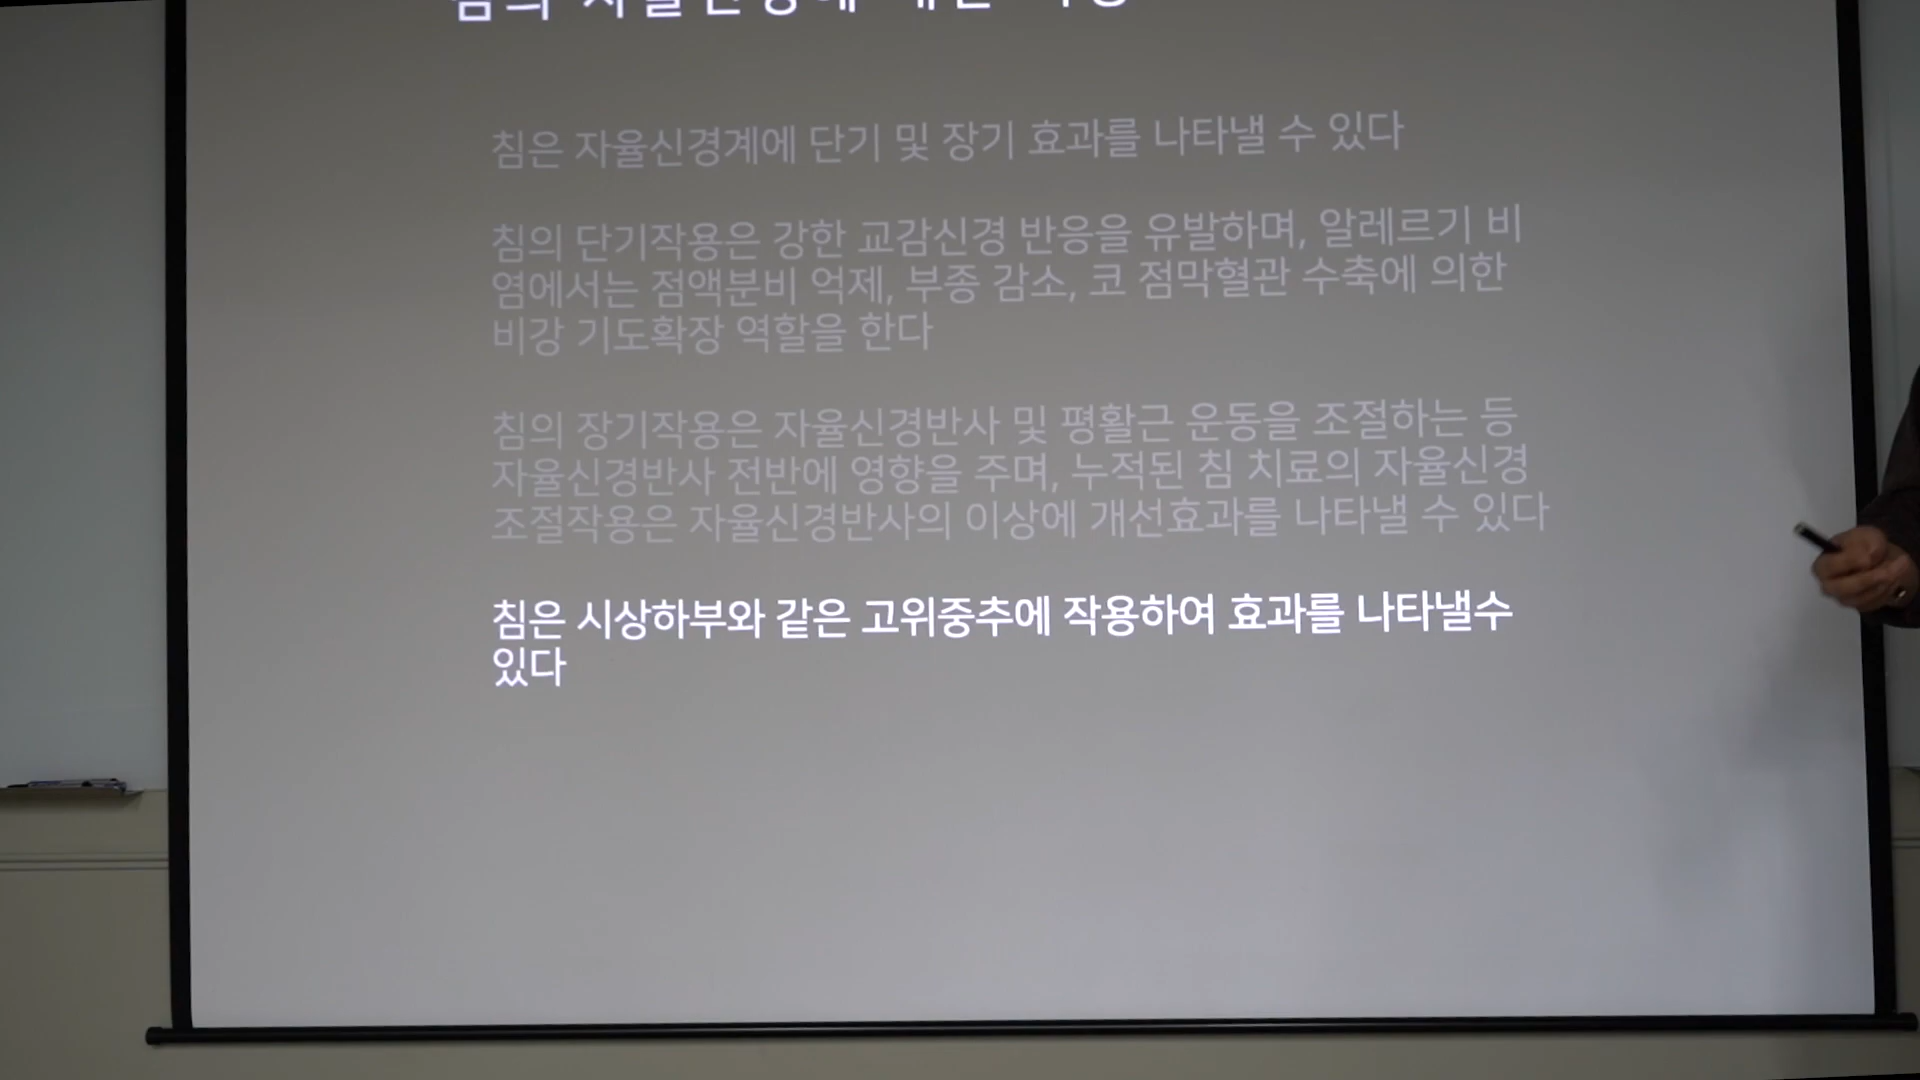 침은 자율신경계에 단기 및 장기 효과를 나타낼 수 있다
침의 단기작용은 강한 교감신경 반응을 유발하며, 알레르기 비
염에서는 점액분비 억제, 부종 감소, 코 점막혈관 수축에 의한
비강 기도확장 역할을 한다
침의 장기작용은 자율신경반사 및 평활근 운동을 조절하는 등
자율신경반사 전반에 영향을 주며, 누적된 침 치료의 자율신경
조절작용은 자율신경반사의 이상에 개선효과를 나타낼 수 있다
침은 시상하부와 같은 고위중추에 작용하여 효과를 나타낼수
있다